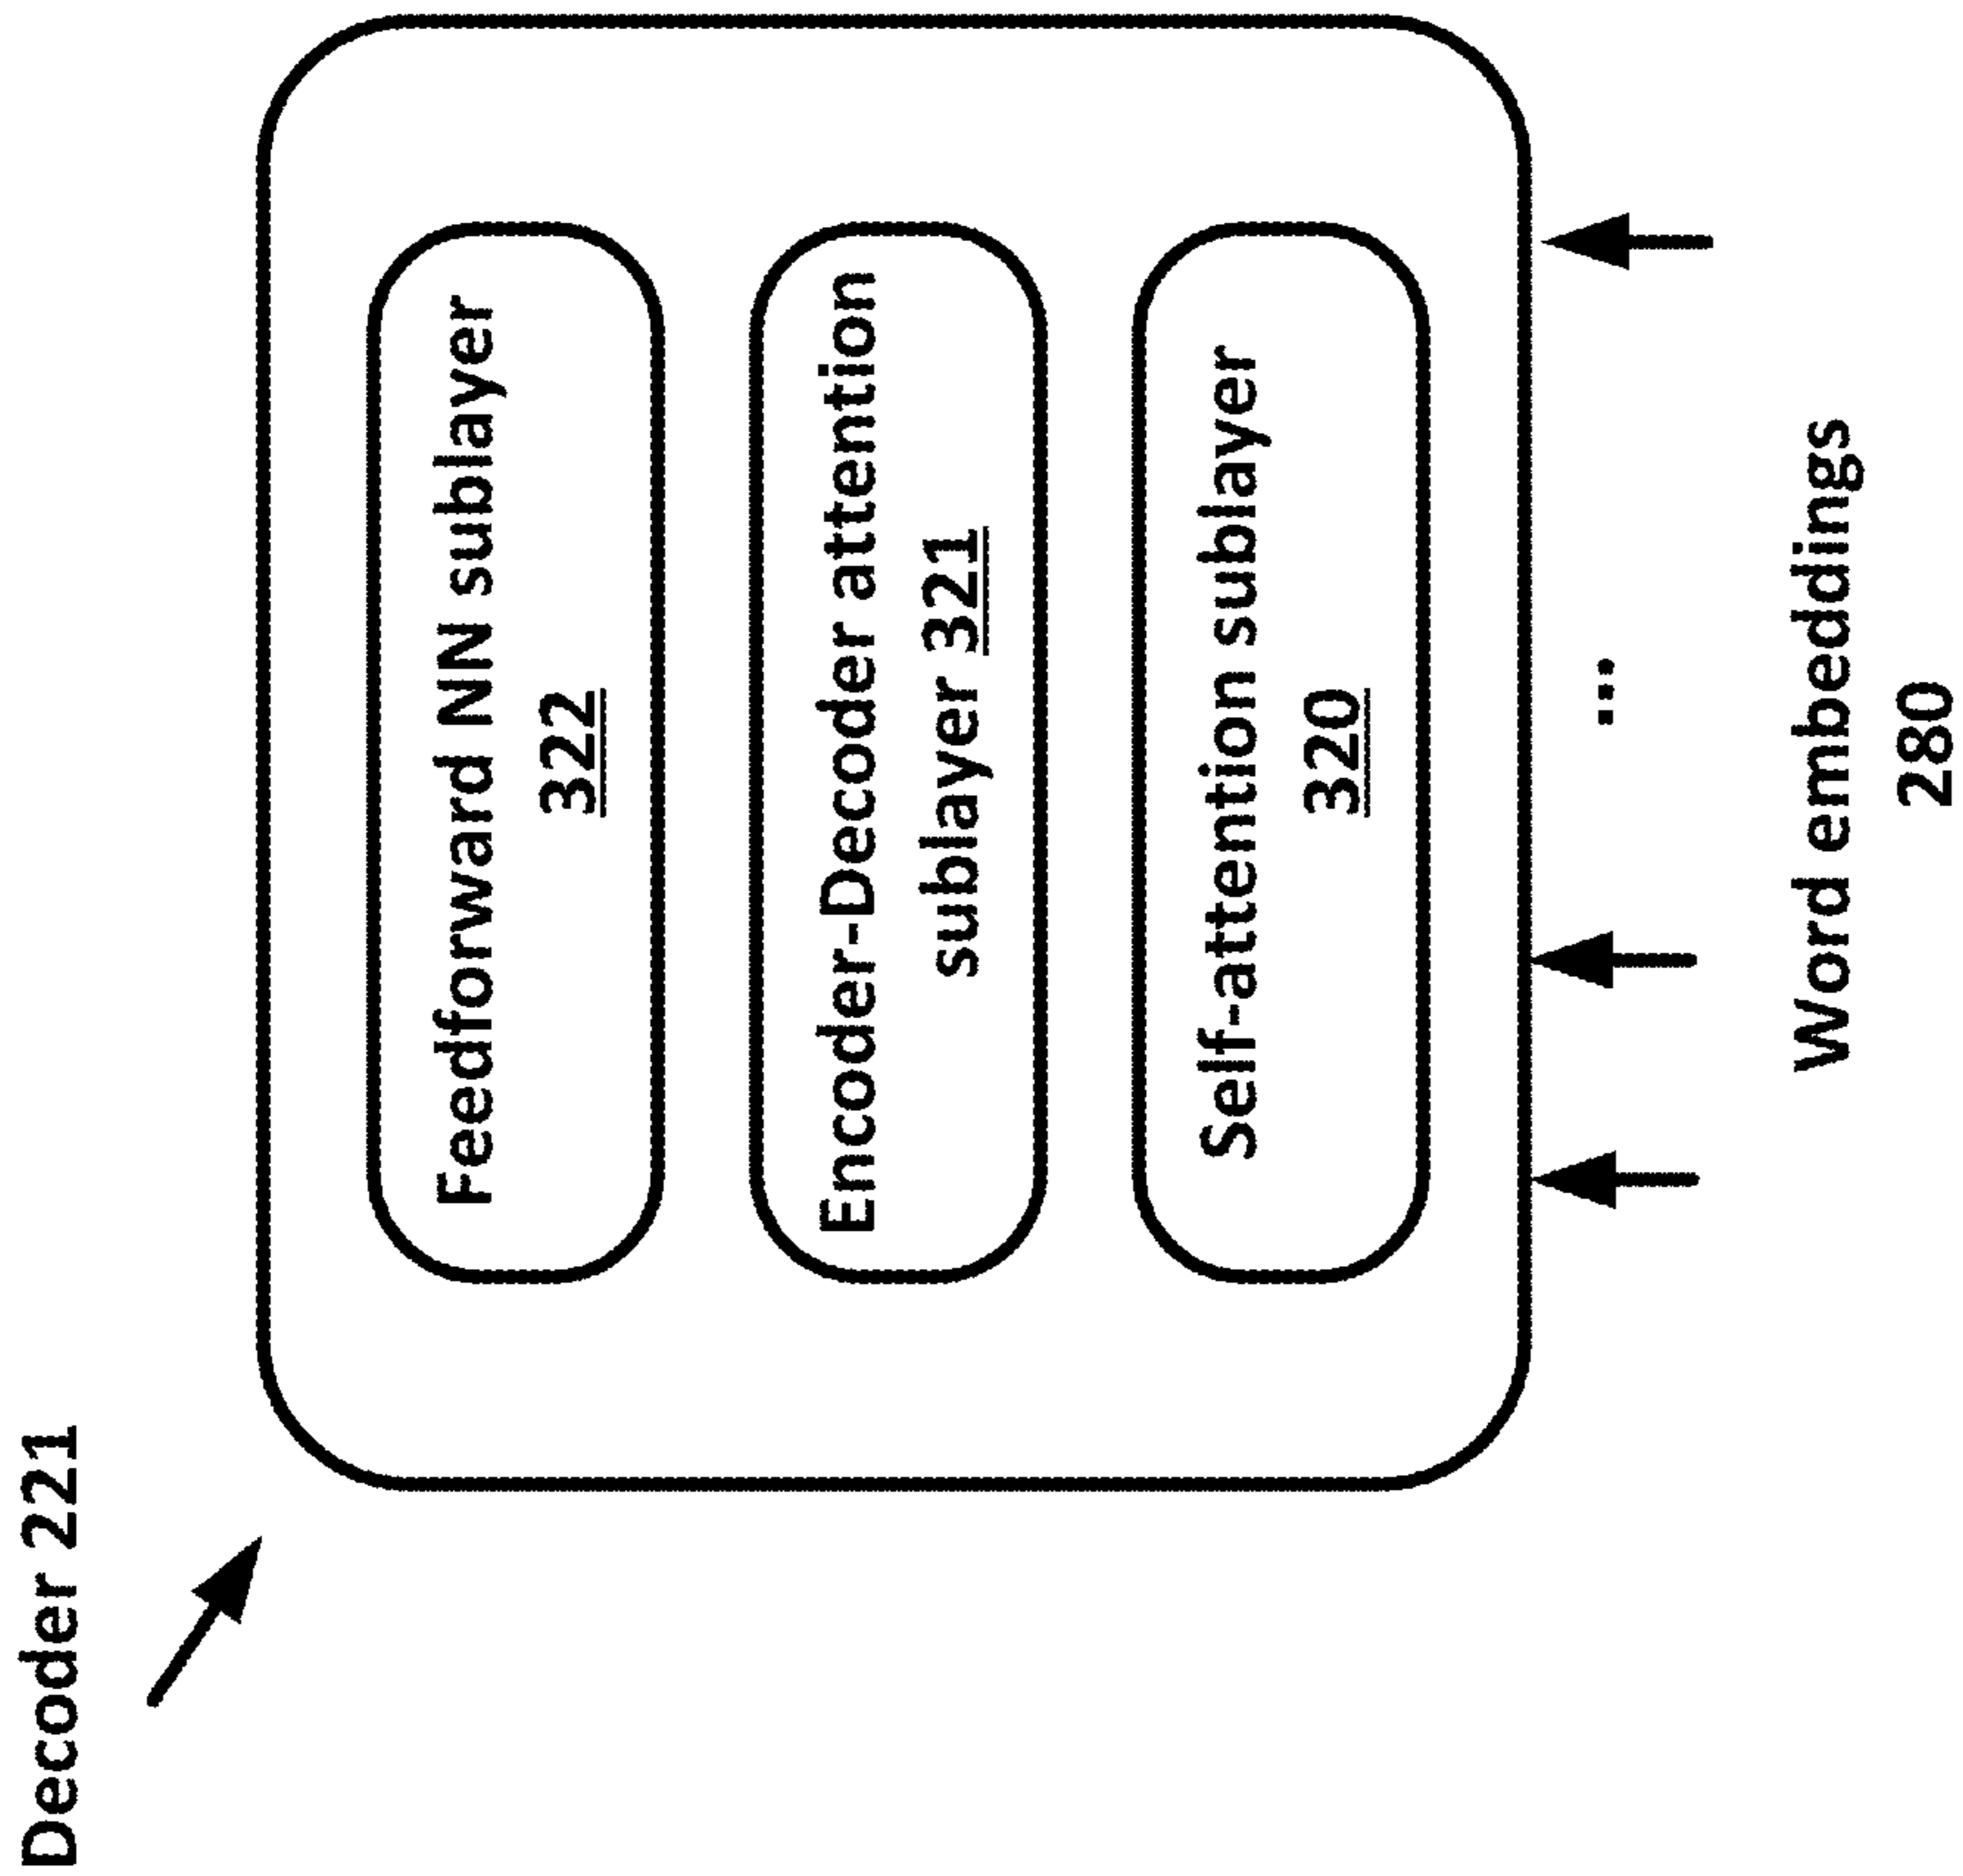 Decoder 221
Feedforward NN sublayer
322
Encoder-Decoder attention
sublayer 321
Self-attention sublayer
320
...
Word embeddings
280